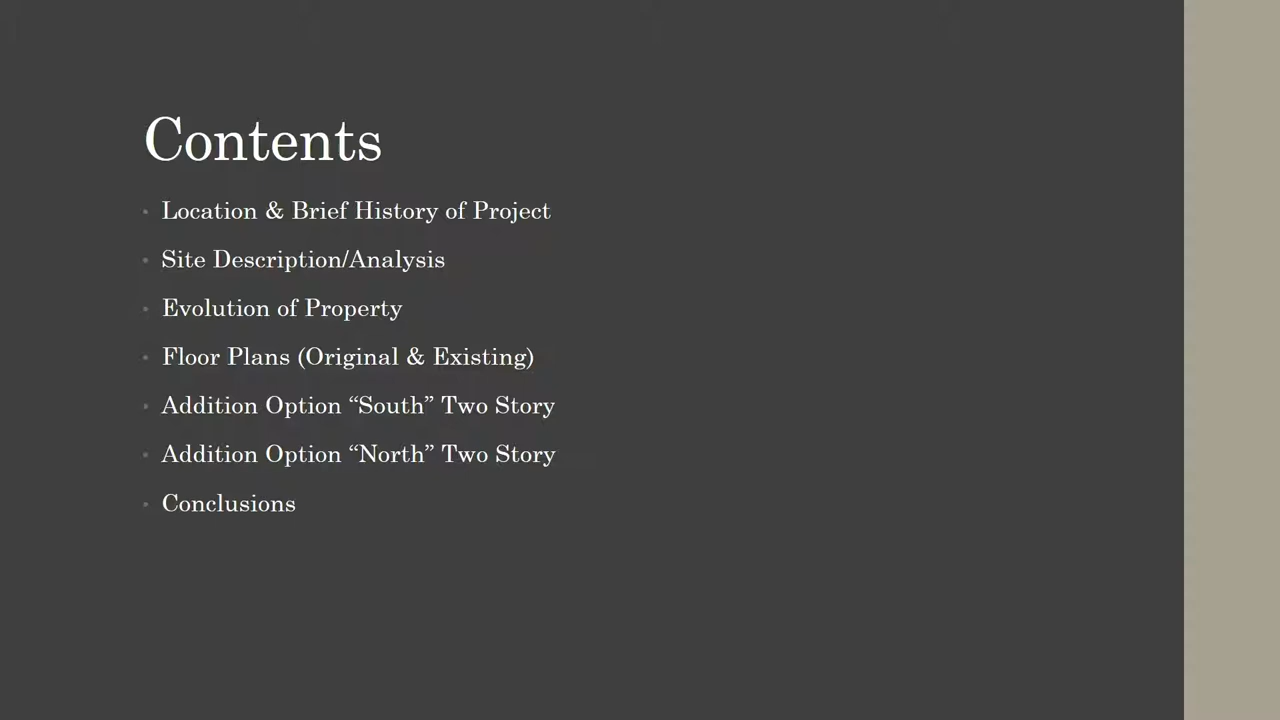 Contents
Location & Brief History of Project
Site Description/Analysis
Evolution of Property
Floor Plans (Original & Existing)
Addition Option “South” Two Story
Addition Option “North” Two Story
Conclusions